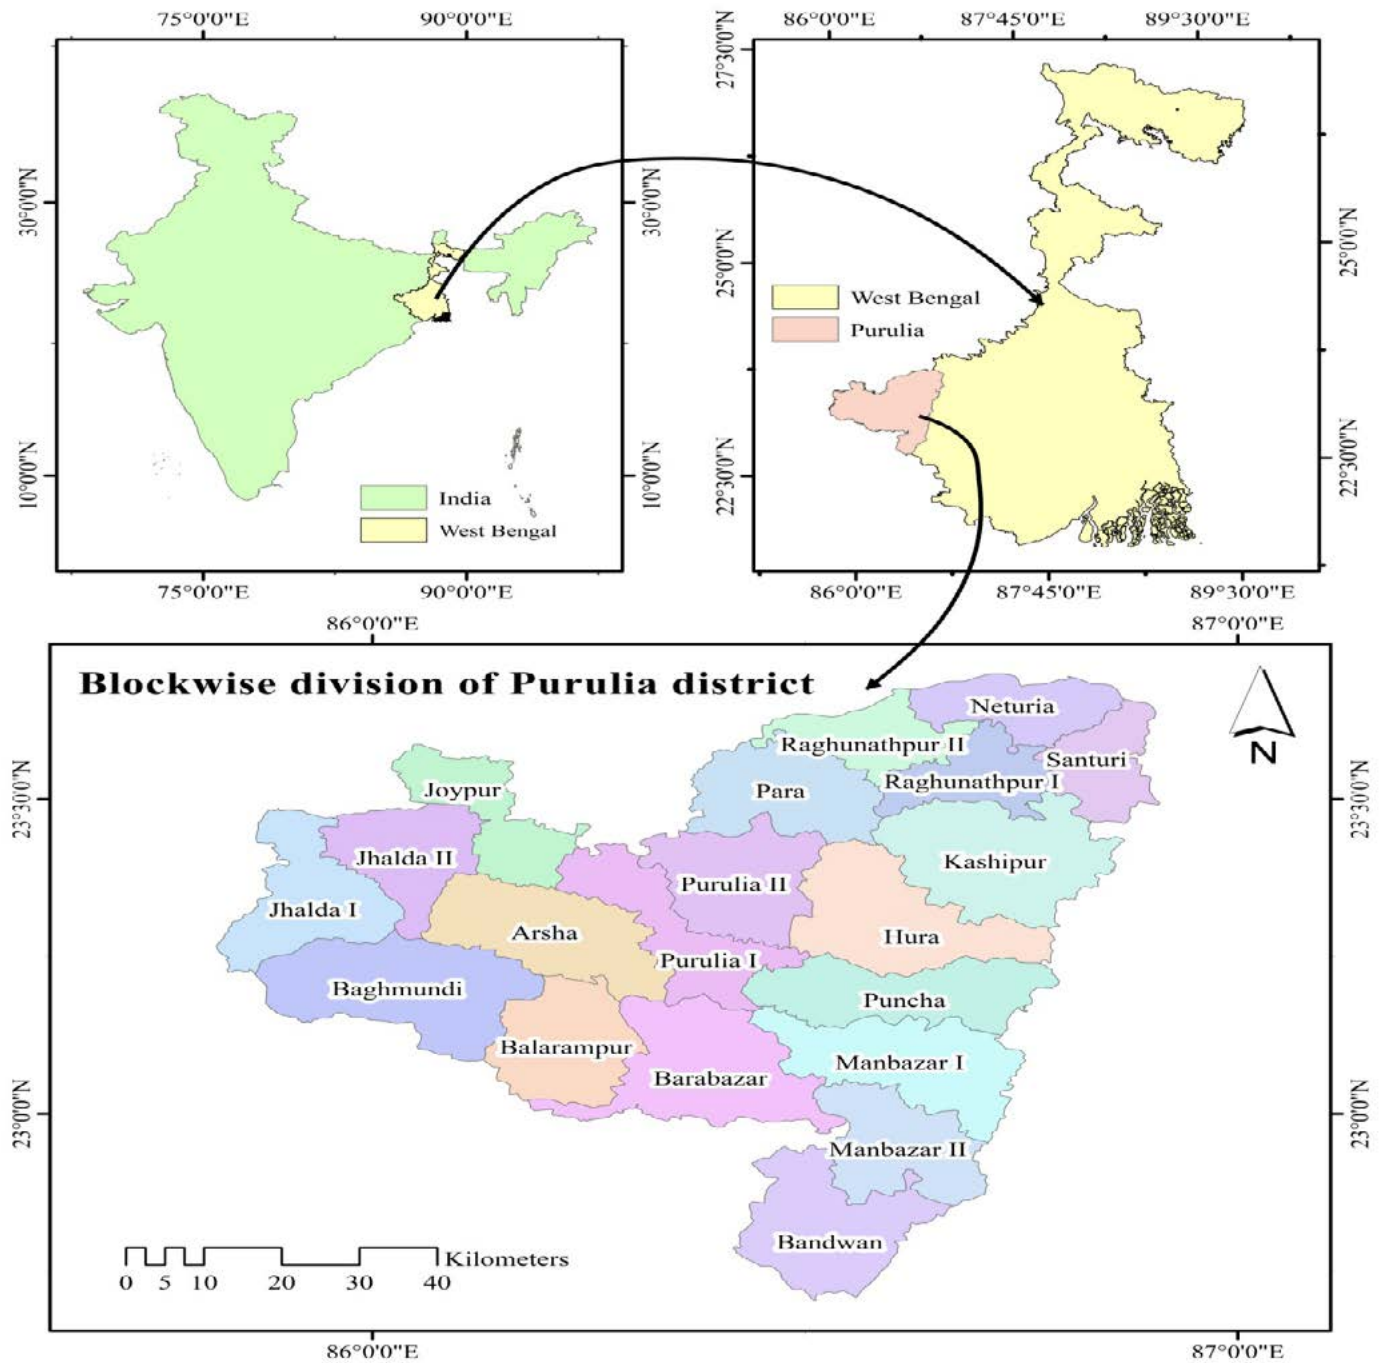 75°0'0"E 90°0'0"E
86°0'0"E 87°45'0"E 89°30'0"E
30°0'0"N
10°0'0"N
30°0'0"N
10°0'0"N
India
West Bengal
75°0'0"E 90°0'0"E
27°30'0"N
25°0'0"N
22°30'0"N
25°0'0"N
22°30'0"N
West Bengal
Purulia
86°0'0"E 87°45'0"E 89°30'0"E
86°0'0"E 87°0'0"E
Blockwise division of Purulia district
N
23°30'0"N
23°0'0"N
23°30'0"N
23°0'0"N
Neturia
Raghunathpur II
Santuri
Raghunathpur I
Para
Joypur
Jhalda II
Kashipur
Purulia II
Jhalda I
Arsha
Hura
Purulia I
Baghmundi
Puncha
Balarampur
Manbazar I
Barabazar
Manbazar II
Bandwan
Kilometers
0 5 10 20 30 40
86°0'0"E 87°0'0"E